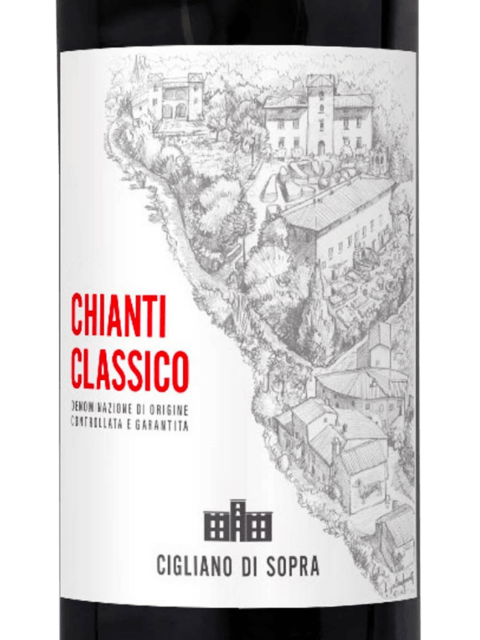 CHIANTI
CLASSICO
DENOMINAZIONE DI ORIGINE
CONTROLLATA E GARANTITA
CIGLIANO DI SOPRA